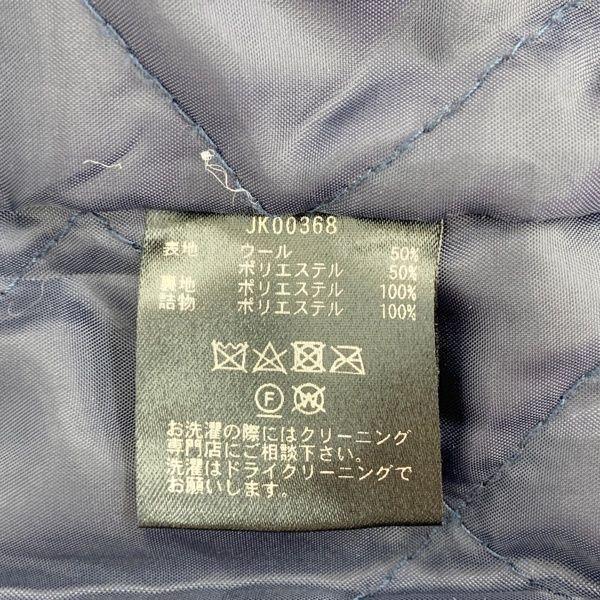 JK00368
表地 ウール 50%
ポリエステル 50%
裏地 ポリエステル 100%
詰物 ポリエステル 100%
F W
お洗濯の際にはクリーニング
専門店にご相談下さい。
洗濯はドライクリーニングで
お願いします。